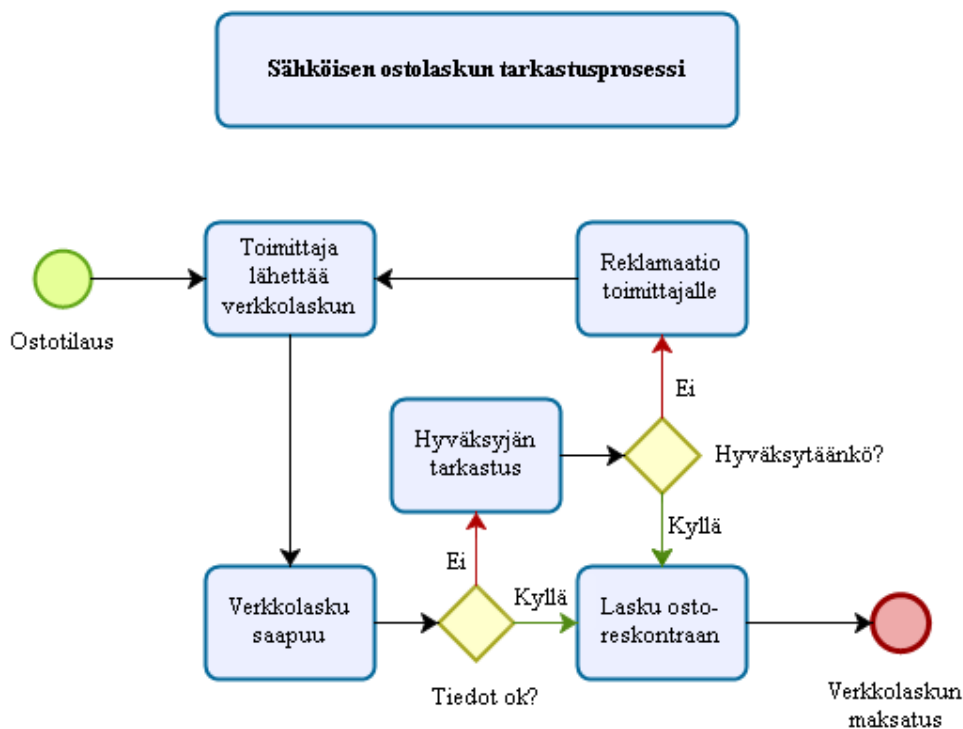 Sähköisen ostolaskun tarkastusprosessi
Toimittaja
lähettää
verkkolaskun
Reklamaatio
toimittajalle
Ostotilaus
Ei
Hyväksyjän
tarkastus
Hyväksytäänkö?
Kyllä
Ei
Verkkolasku
saapuu
Kyllä
Lasku osto-
reskontraan
Tiedot ok?
Verkkolaskun
maksatus